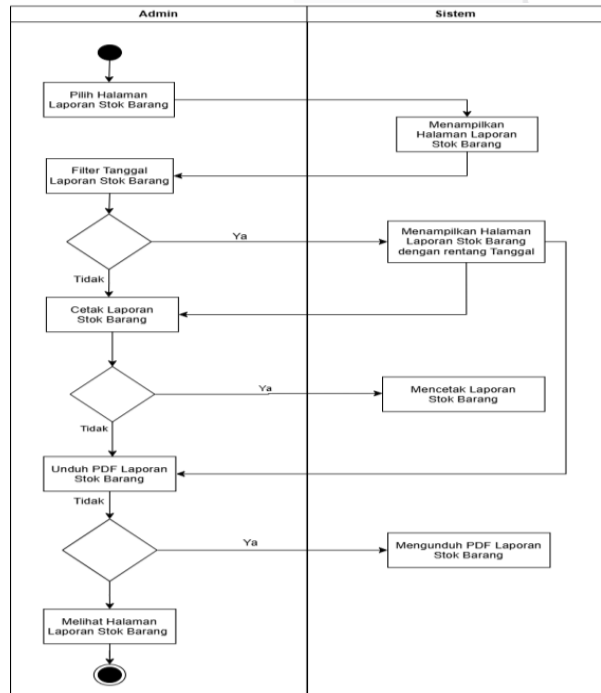 Admin
Sistem
Pilih Halaman
Laporan Stok Barang
Menampilkan
Halaman Laporan
Stok Barang
Filter Tanggal
Laporan Stok Barang
Ya
Menampilkan Halaman
Laporan Stok Barang
dengan rentang Tanggal
Tidak
Cetak Laporan
Stok Barang
Ya
Mencetak Laporan
Stok Barang
Tidak
Unduh PDF Laporan
Stok Barang
Tidak
Ya
Mengunduh PDF Laporan
Stok Barang
Melihat Halaman
Laporan Stok Barang